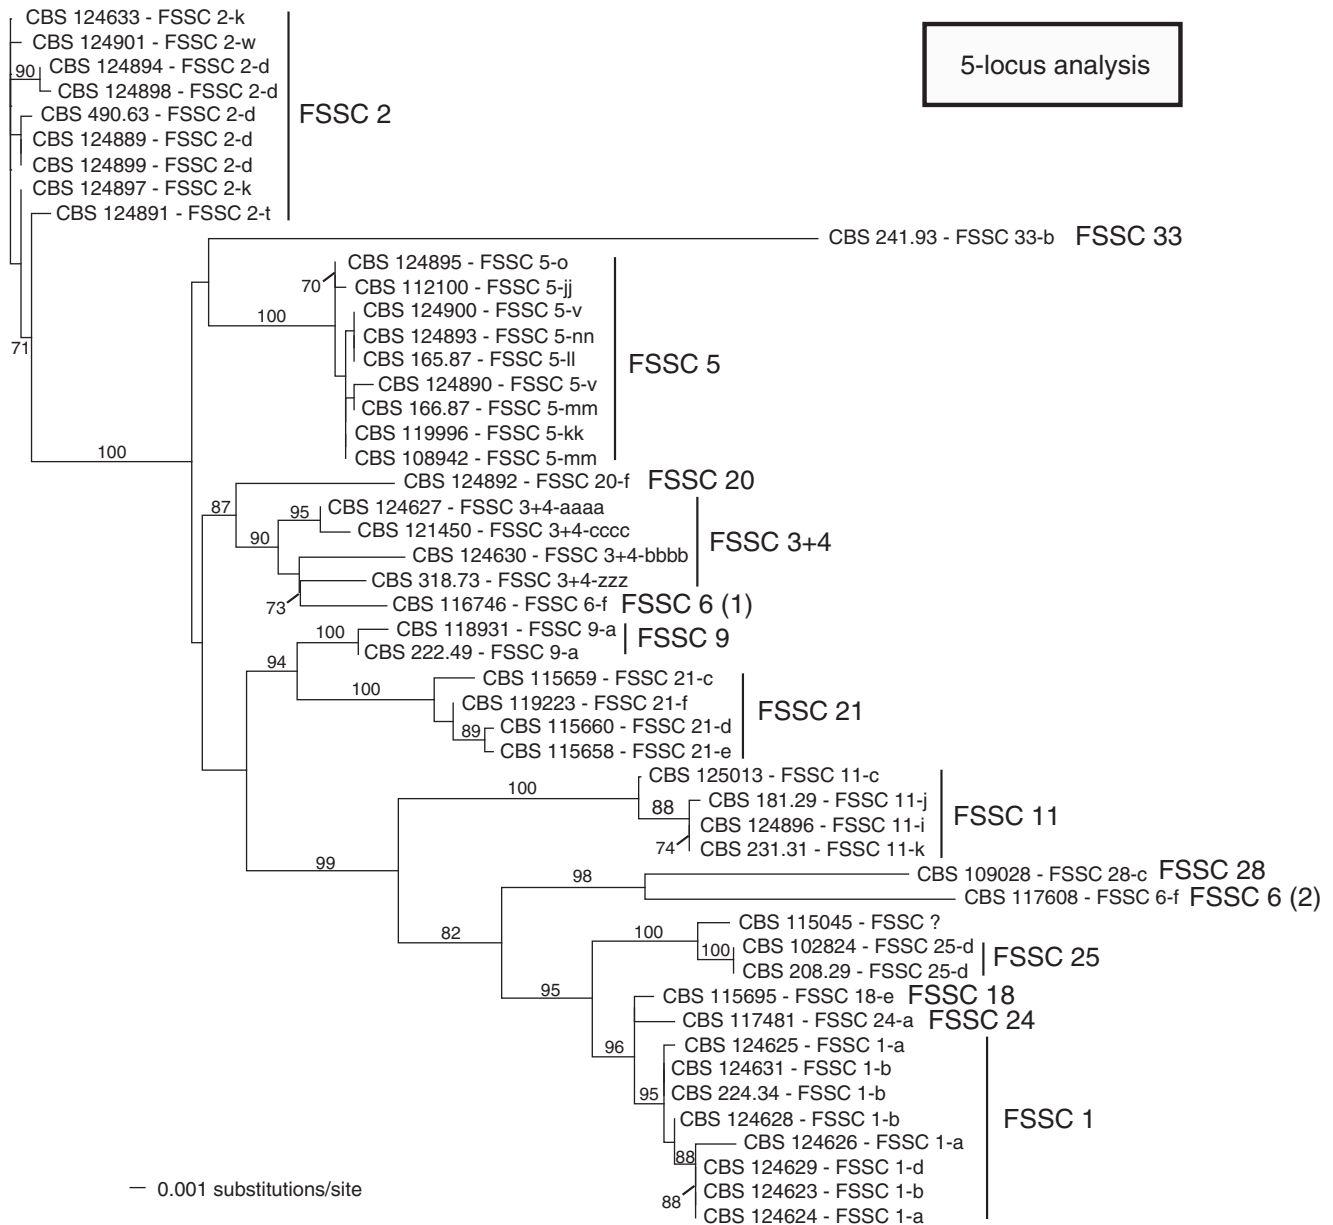 CBS 124633 - FSSC 2-k
5-locus analysis
CBS 124901 - FSSC 2-w
90
CBS 124894 - FSSC 2-d
CBS 124898 - FSSC 2-d
CBS 490.63 - FSSC 2-d
FSSC 2
CBS 124889 - FSSC 2-d
CBS 124899 - FSSC 2-d
CBS 124897 - FSSC 2-k
CBS 124891 - FSSC 2-t
CBS 241.93 - FSSC 33-b
FSSC 33
CBS 124895 - FSSC 5-o
70
CBS 112100 - FSSC 5-jj
CBS 124900 - FSSC 5-v
100
CBS 124893 - FSSC 5-nn
71
CBS 165.87 - FSSC 5-ll
FSSC 5
CBS 124890 - FSSC 5-v
CBS 166.87 - FSSC 5-mm
CBS 119996 - FSSC 5-kk
100
CBS 108942 - FSSC 5-mm
CBS 124892 - FSSC 20-f
FSSC 20
87
95
CBS 124627 - FSSC 3+4-aaaa
CBS 121450 - FSSC 3+4-cccc
90
FSSC 3+4
CBS 124630 - FSSC 3+4-bbbb
CBS 318.73 - FSSC 3+4-zzz
73
CBS 116746 - FSSC 6-f
FSSC 6 (1)
100
CBS 118931 - FSSC 9-a
FSSC 9
CBS 222.49 - FSSC 9-a
94
CBS 115659 - FSSC 21-c
100
CBS 119223 - FSSC 21-f
FSSC 21
CBS 115660 - FSSC 21-d
89
CBS 115658 - FSSC 21-e
CBS 125013 - FSSC 11-c
100
CBS 181.29 - FSSC 11-j
88
FSSC 11
CBS 124896 - FSSC 11-i
74
CBS 231.31 - FSSC 11-k
99
CBS 109028 - FSSC 28-c
FSSC 28
98
CBS 117608 - FSSC 6-f
FSSC 6 (2)
CBS 115045 - FSSC ?
82
100
CBS 102824 - FSSC 25-d
100
FSSC 25
CBS 208.29 - FSSC 25-d
95
CBS 115695 - FSSC 18-e
FSSC 18
CBS 117481 - FSSC 24-a
FSSC 24
96
CBS 124625 - FSSC 1-a
CBS 124631 - FSSC 1-b
95
CBS 224.34 - FSSC 1-b
CBS 124628 - FSSC 1-b
FSSC 1
CBS 124626 - FSSC 1-a
88
CBS 124629 - FSSC 1-d
0.001 substitutions/site
CBS 124623 - FSSC 1-b
88
CBS 124624 - FSSC 1-a